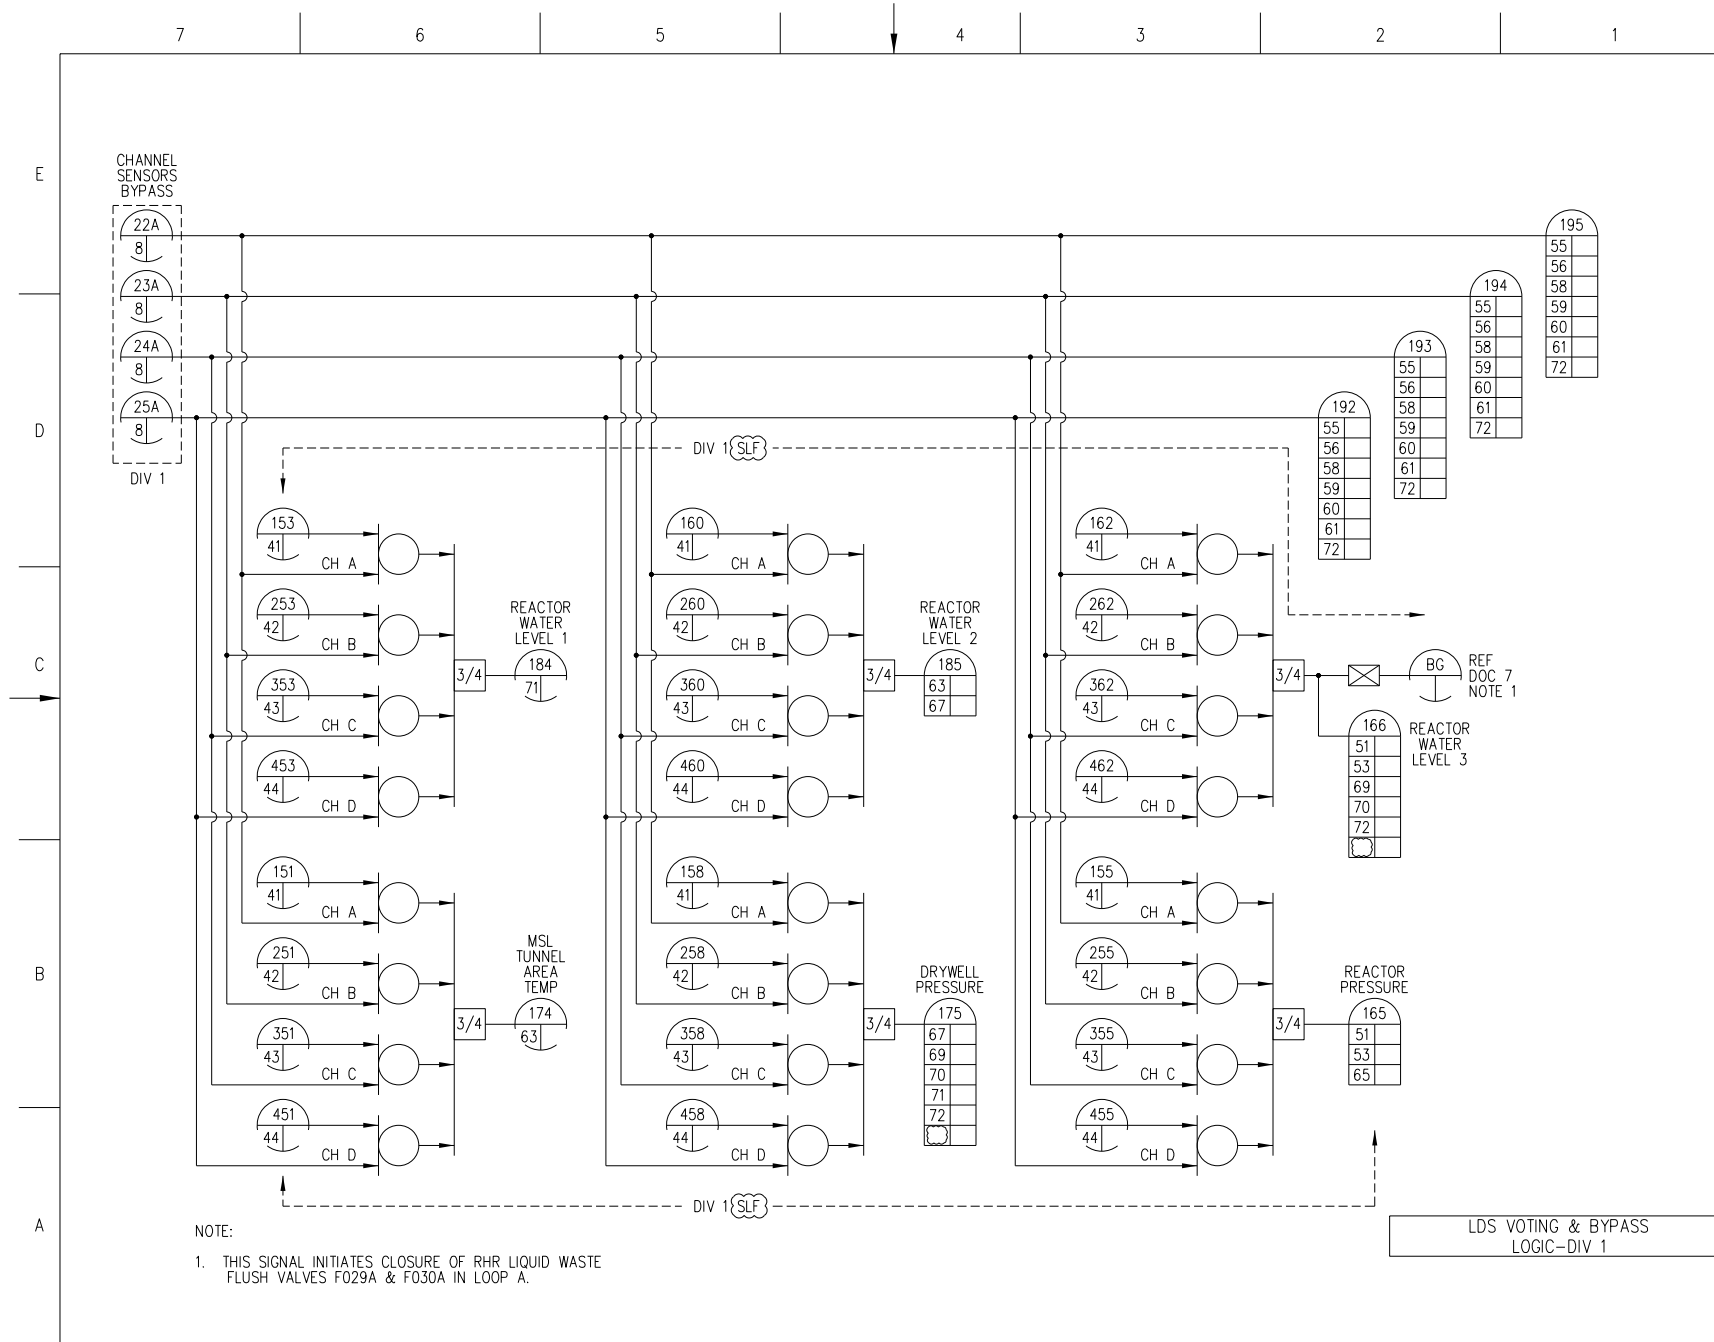 7 6 5 4 3 2 1
E
D
C
B
A
CHANNEL
SENSORS
BYPASS
22A
8
23A
8
24A
8
25A
8
DIV 1
195
55
56
58
59
60
61
72
194
55
56
58
59
60
61
72
193
55
56
58
59
60
61
72
192
55
56
58
59
60
61
72
DIV 1 SLF
153
41
CH A
253
42
CH B
353
43
CH C
453
44
CH D
3/4
REACTOR
WATER
LEVEL 1
184
71
160
41
CH A
260
42
CH B
360
43
CH C
460
44
CH D
3/4
REACTOR
WATER
LEVEL 2
185
63
67
162
41
CH A
262
42
CH B
362
43
CH C
462
44
CH D
3/4
BG
REF
DOC 7
NOTE 1
166
51
53
69
70
72
REACTOR
WATER
LEVEL 3
151
41
CH A
251
42
CH B
351
43
CH C
451
44
CH D
3/4
MSL
TUNNEL
AREA
TEMP
174
63
158
41
CH A
258
42
CH B
358
43
CH C
458
44
CH D
3/4
DRYWELL
PRESSURE
175
67
69
70
71
72
155
41
CH A
255
42
CH B
355
43
CH C
455
44
CH D
3/4
REACTOR
PRESSURE
165
51
53
65
DIV 1 SLF
NOTE:
1. THIS SIGNAL INITIATES CLOSURE OF RHR LIQUID WASTE
FLUSH VALVES F029A & F030A IN LOOP A.
LDS VOTING & BYPASS
LOGIC-DIV 1